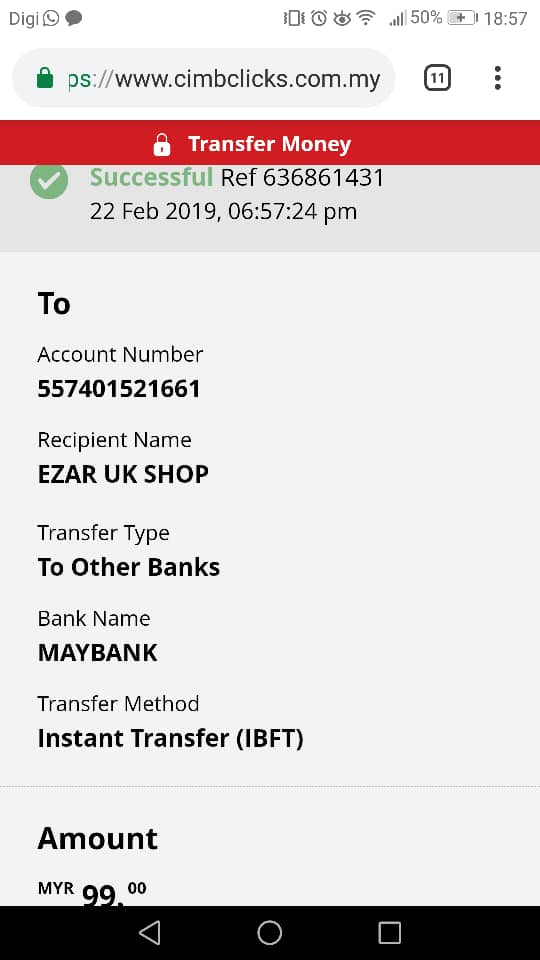 Digi 50% 18:57
ps://www.cimbclicks.com.my 11
Transfer Money
Successful Ref 636861431
22 Feb 2019, 06:57:24 pm
To
Account Number
557401521661
Recipient Name
EZAR UK SHOP
Transfer Type
To Other Banks
Bank Name
MAYBANK
Transfer Method
Instant Transfer (IBFT)
Amount
MYR 99.00